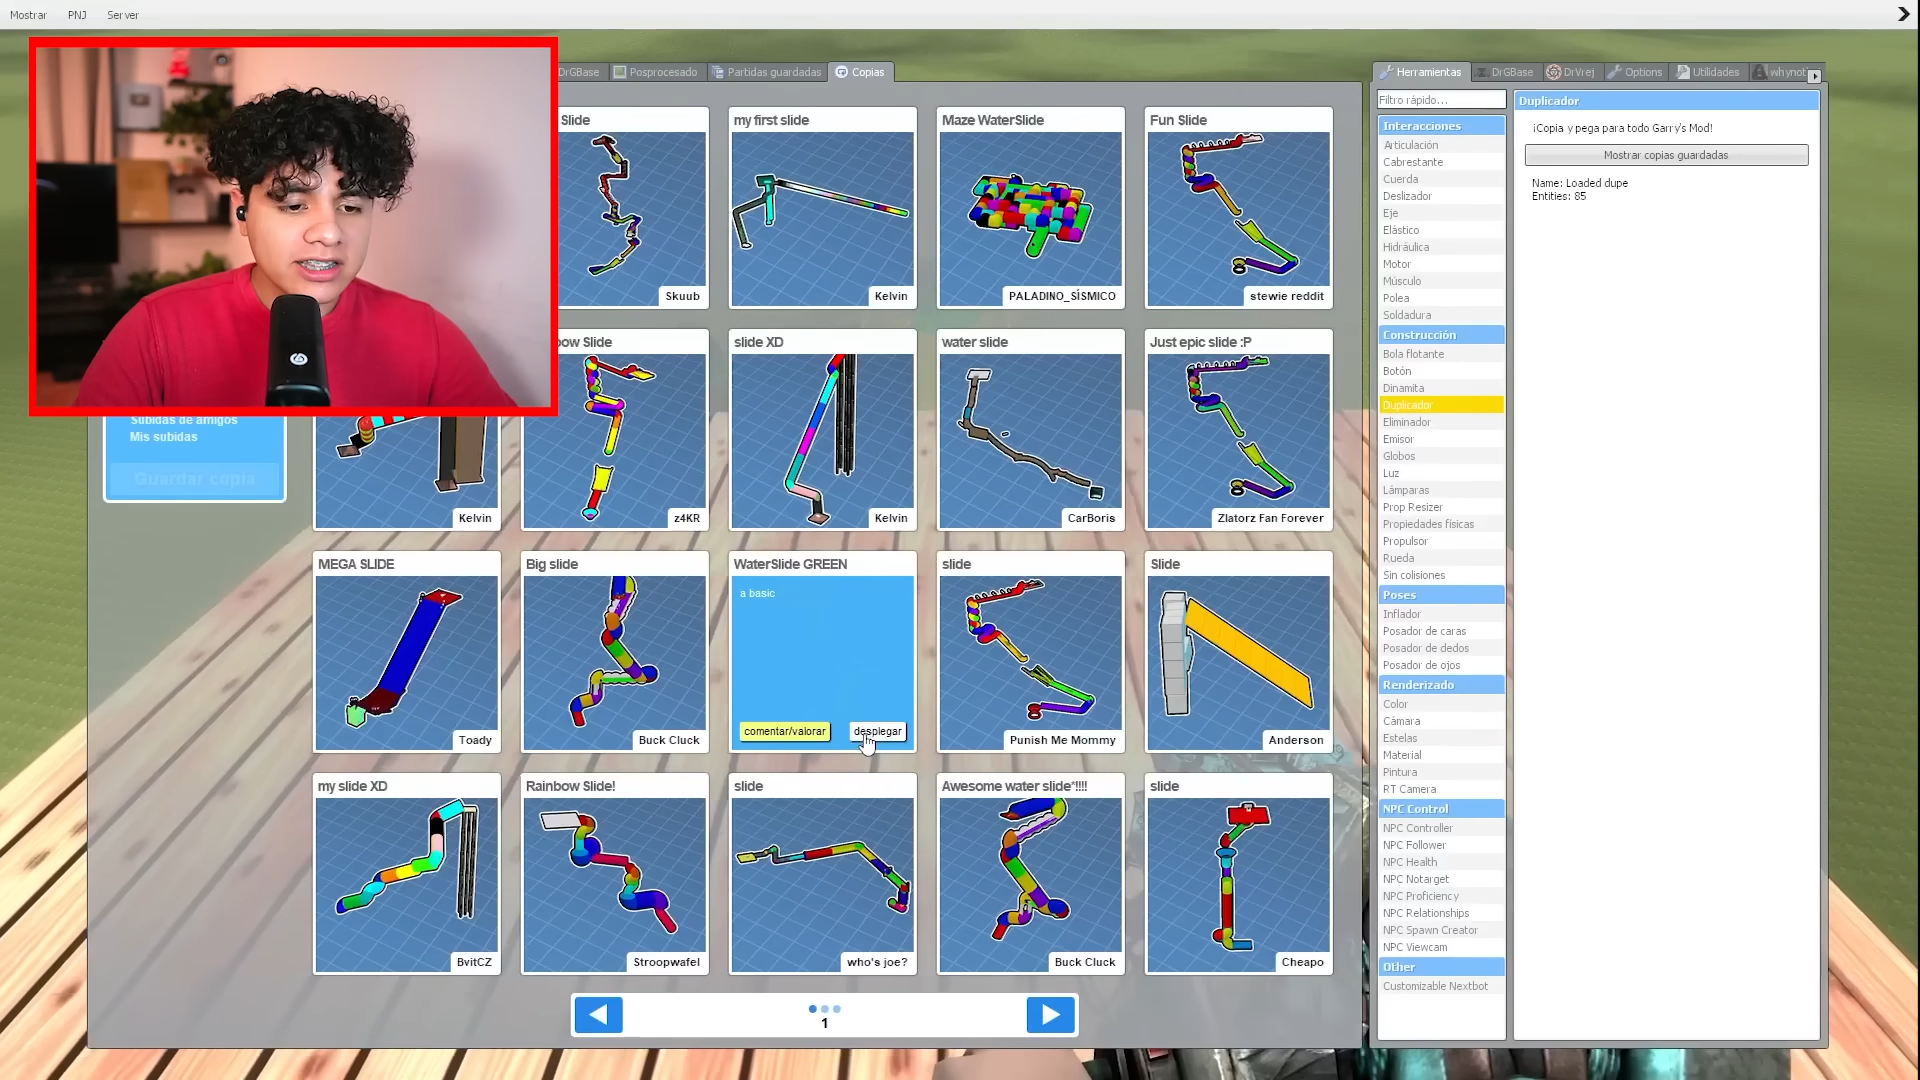 Mostrar PNJ Server
DrGBase Posprocesado Partidas guardadas Copias
Subidas de amigos
Mis subidas
Guardar copia
Slide
Skuub
my first slide
Kelvin
Maze WaterSlide
PALADINO_SÍSMICO
Fun Slide
stewie reddit
Kelvin
ow Slide
z4KR
slide XD
Kelvin
water slide
CarBoris
Just epic slide :P
Zlatorz Fan Forever
MEGA SLIDE
Toady
Big slide
Buck Cluck
WaterSlide GREEN
a basic
comentar/valorar desplegar
slide
Punish Me Mommy
Slide
Anderson
my slide XD
BvitCZ
Rainbow Slide!
Stroopwafel
slide
who's joe?
Awesome water slide*!!!!
Buck Cluck
slide
Cheapo
1
Herramientas DrGBase DrVrej Options Utilidades whynot
Filtro rápido...
Interacciones
Articulación
Cabrestante
Cuerda
Deslizador
Eje
Elástico
Hidráulica
Motor
Músculo
Polea
Soldadura
Construcción
Bola flotante
Botón
Dinamita
Duplicador
Eliminador
Emisor
Globos
Luz
Lámparas
Prop Resizer
Propiedades físicas
Propulsor
Rueda
Sin colisiones
Poses
Inflador
Posador de caras
Posador de dedos
Posador de ojos
Renderizado
Color
Cámara
Estelas
Material
Pintura
RT Camera
NPC Control
NPC Controller
NPC Follower
NPC Health
NPC Notarget
NPC Proficiency
NPC Relationships
NPC Spawn Creator
NPC Viewcam
Other
Customizable Nextbot
Duplicador
¡Copia y pega para todo Garry's Mod!
Mostrar copias guardadas
Name: Loaded dupe
Entities: 85